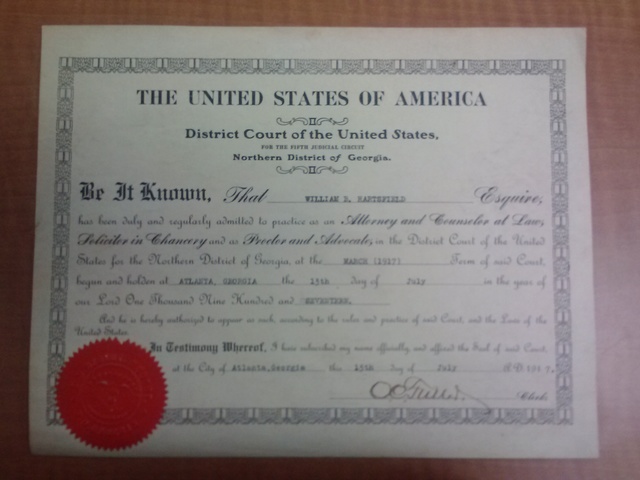 THE UNITED STATES OF AMERICA
District Court of the United States,
FOR THE FIFTH JUDICIAL CIRCUIT
Northern District of Georgia.
Be It Known, That WILLIAM D. HARTSFIELD Esquire,
has been duly and regularly admitted to practice as an Attorney and Counselor at Law,
Solicitor in Chancery and as Proctor and Advocate, in the District Court of the United
States for the Northern District of Georgia, at the MARCH (1917) Term of said Court,
begun and holden at ATLANTA, GEORGIA the 13th day of July in the year of
our Lord One Thousand Nine Hundred and SEVENTEEN.
And he is hereby authorized to appear as such, according to the rules and practice of said Court, and the Laws of the
United States.
In Testimony Whereof, I have subscribed my name officially, and affixed the Seal of said Court,
at the City of Atlanta, Georgia this 13th day of July A.D. 1917.
Clerk